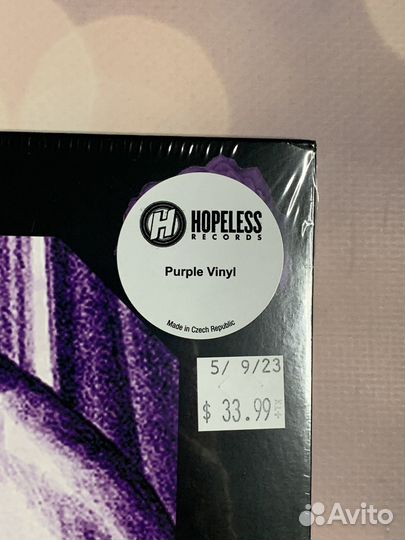 H HOPELESS
RECORDS
Purple Vinyl
Made in Czech Republic
5/ 9/23
$ 33.99
Avito